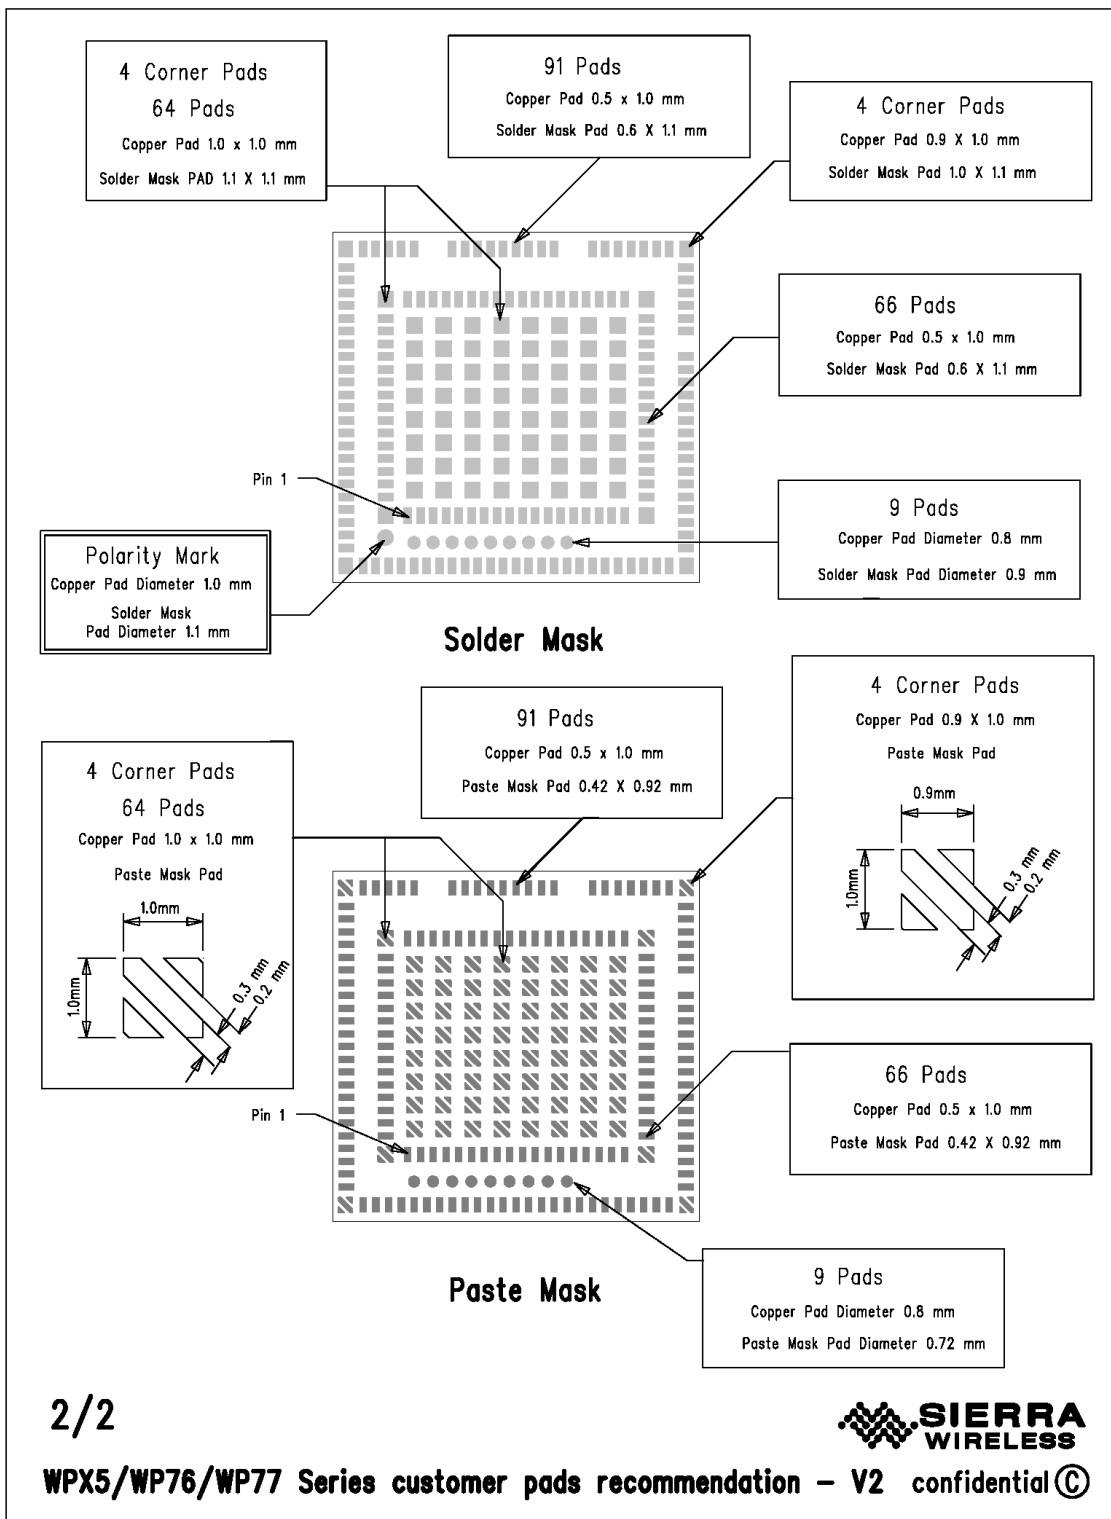 4 Corner Pads
64 Pads
Copper Pad 1.0 x 1.0 mm
Solder Mask PAD 1.1 X 1.1 mm
91 Pads
Copper Pad 0.5 x 1.0 mm
Solder Mask Pad 0.6 X 1.1 mm
4 Corner Pads
Copper Pad 0.9 X 1.0 mm
Solder Mask Pad 1.0 X 1.1 mm
66 Pads
Copper Pad 0.5 x 1.0 mm
Solder Mask Pad 0.6 X 1.1 mm
Pin 1
9 Pads
Copper Pad Diameter 0.8 mm
Solder Mask Pad Diameter 0.9 mm
Polarity Mark
Copper Pad Diameter 1.0 mm
Solder Mask
Pad Diameter 1.1 mm
Solder Mask
4 Corner Pads
64 Pads
Copper Pad 1.0 x 1.0 mm
Paste Mask Pad
1.0mm
1.0mm
0.3 mm
0.2 mm
91 Pads
Copper Pad 0.5 x 1.0 mm
Paste Mask Pad 0.42 X 0.92 mm
4 Corner Pads
Copper Pad 0.9 X 1.0 mm
Paste Mask Pad
0.9mm
1.0mm
0.3 mm
0.2 mm
66 Pads
Copper Pad 0.5 x 1.0 mm
Paste Mask Pad 0.42 X 0.92 mm
Pin 1
9 Pads
Copper Pad Diameter 0.8 mm
Paste Mask Pad Diameter 0.72 mm
Paste Mask
2/2
SIERRA
WIRELESS
WPX5/WP76/WP77 Series customer pads recommendation – V2 confidential ©